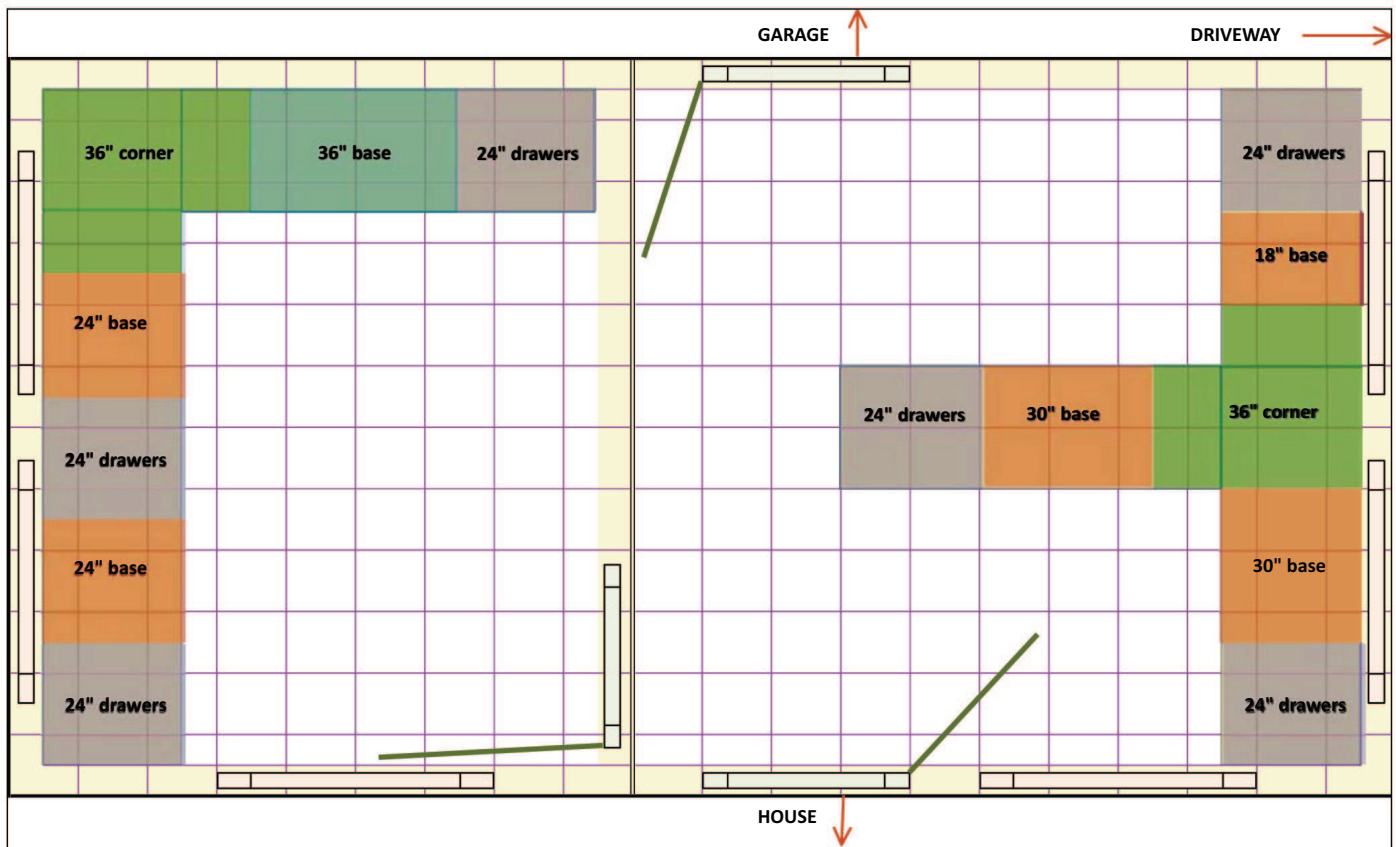 GARAGE
DRIVEWAY
36" corner
36" base
24" drawers
24" drawers
18" base
24" base
24" drawers
30" base
36" corner
24" drawers
24" base
30" base
24" drawers
24" drawers
HOUSE